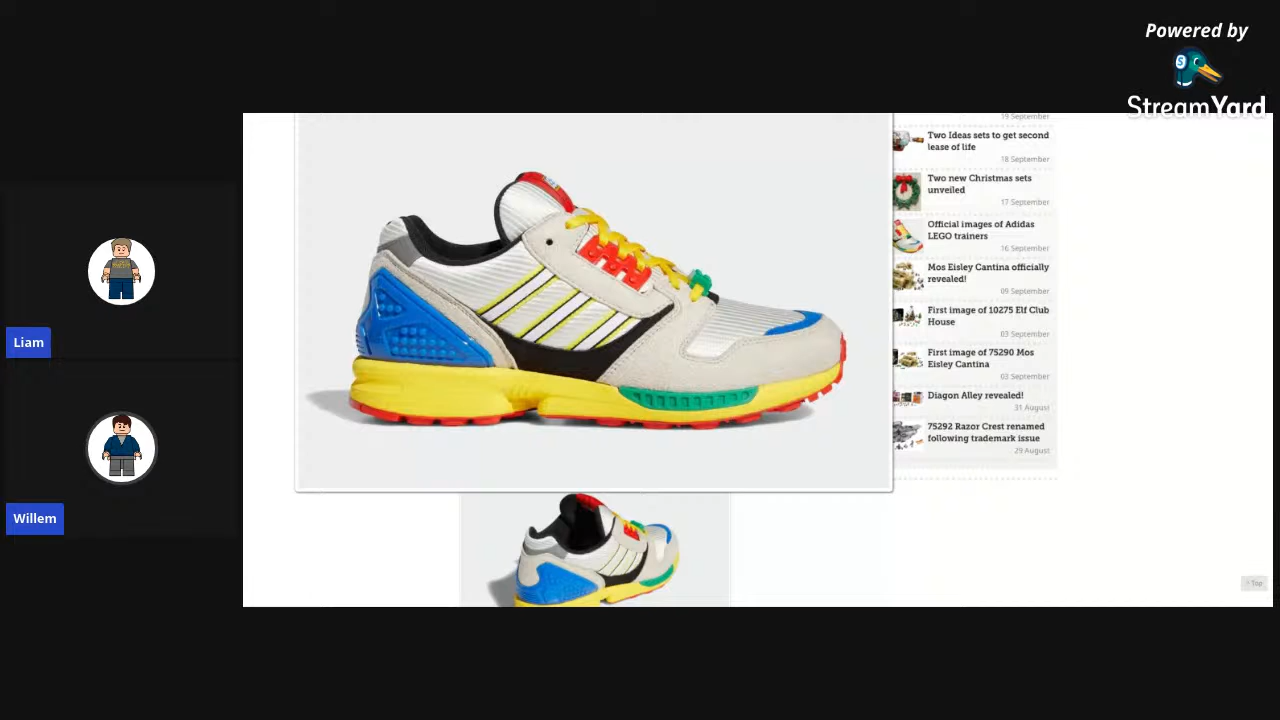 Powered by
StreamYard
Liam
Willem
19 September
Two Ideas sets to get second
lease of life
18 September
Two new Christmas sets
unveiled
17 September
Official images of Adidas
LEGO trainers
16 September
Mos Eisley Cantina officially
revealed!
09 September
First image of 10275 Elf Club
House
03 September
First image of 75290 Mos
Eisley Cantina
03 September
Diagon Alley revealed!
31 August
75292 Razor Crest renamed
following trademark issue
29 August
↑ Top